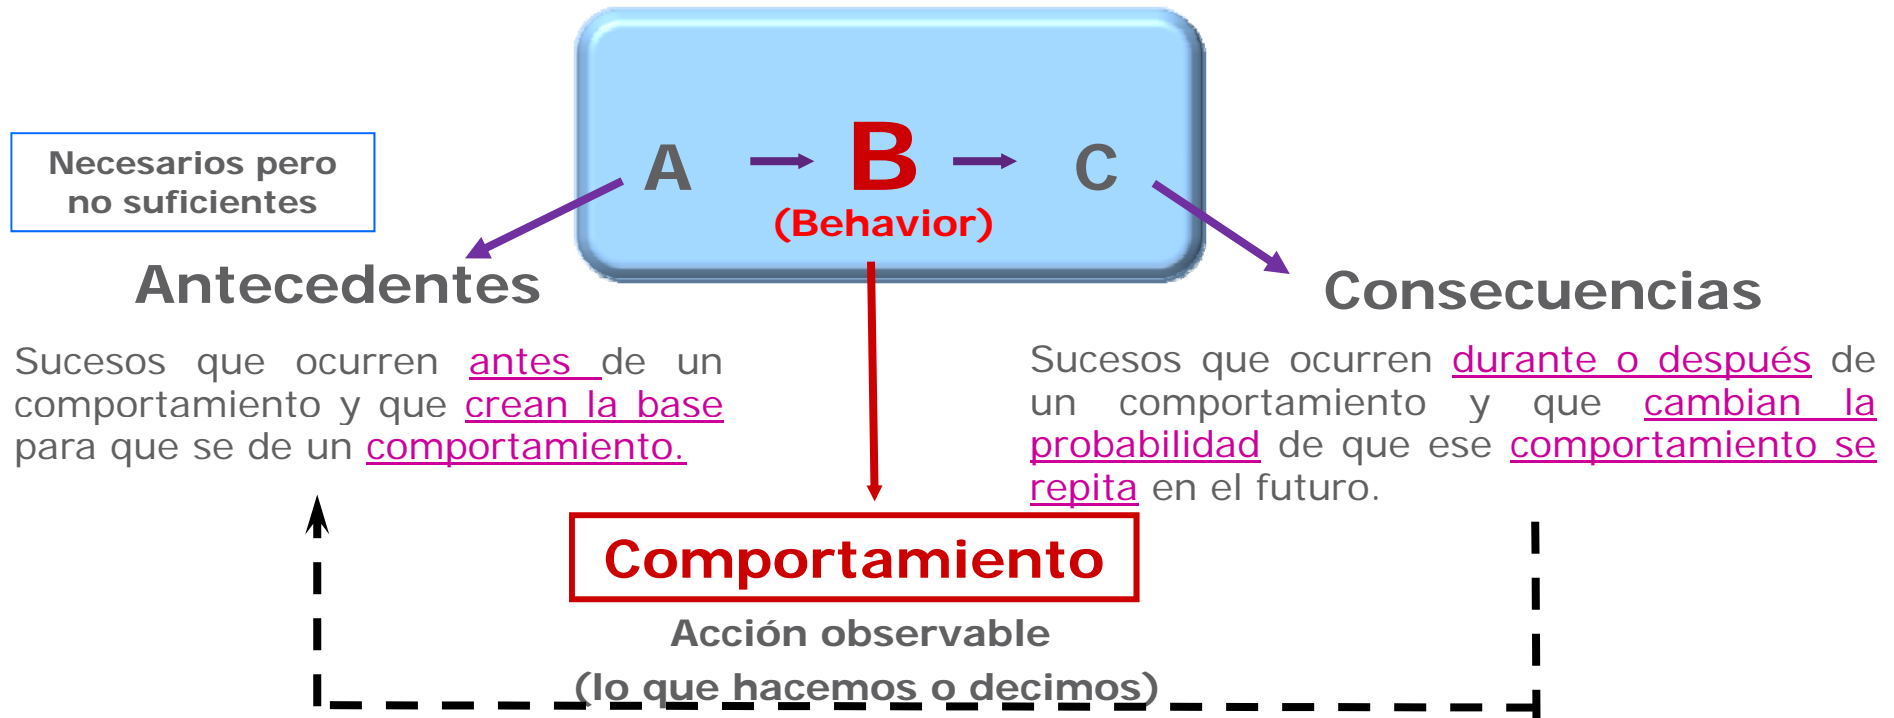 A B C
(Behavior)
Necesarios pero
no suficientes
Antecedentes
Sucesos que ocurren antes de un
comportamiento y que crean la base
para que se de un comportamiento.
Consecuencias
Sucesos que ocurren durante o después de
un comportamiento y que cambian la
probabilidad de que ese comportamiento se
repita en el futuro.
Comportamiento
Acción observable
(lo que hacemos o decimos)